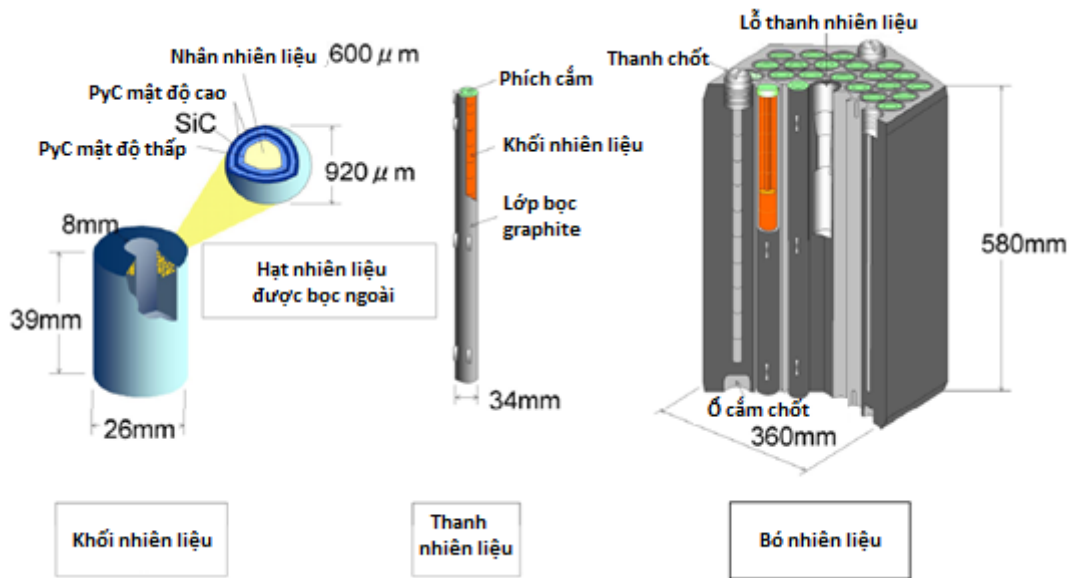 Nhân nhiên liệu
600 μm
PyC mật độ cao
SiC
PyC mật độ thấp
920 μm
8mm
39mm
26mm
Hạt nhiên liệu
được bọc ngoài
Khối nhiên liệu
Phích cắm
Khối nhiên liệu
Lớp bọc
graphite
34mm
Thanh
nhiên liệu
Lỗ thanh nhiên liệu
Thanh chốt
580mm
Ổ cắm chốt
360mm
Bó nhiên liệu